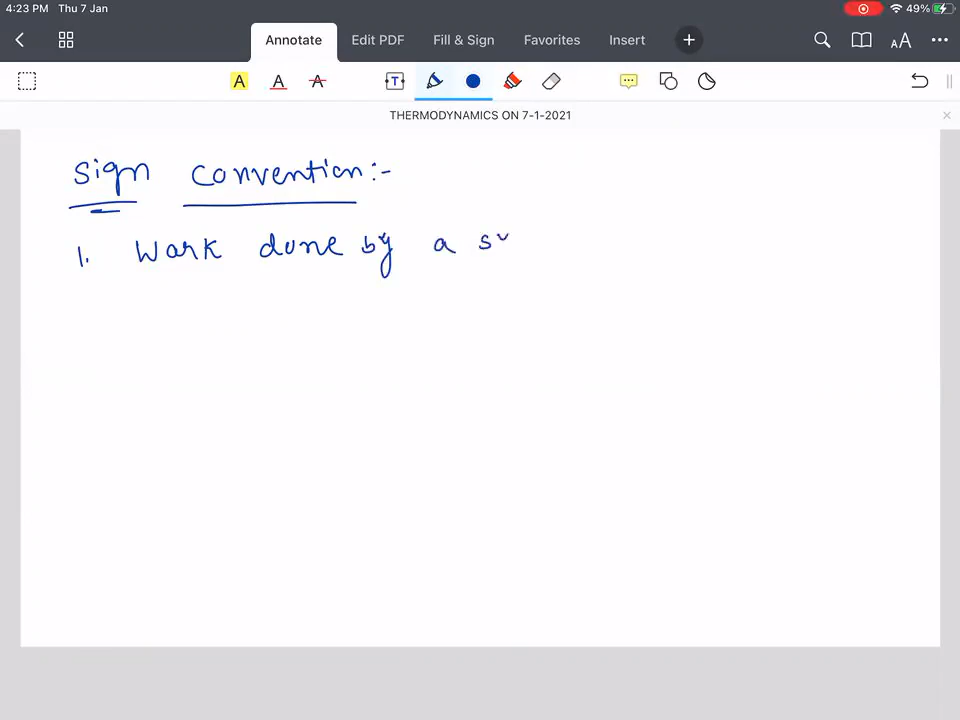 4:23 PM Thu 7 Jan 49%
Annotate Edit PDF Fill & Sign Favorites Insert
THERMODYNAMICS ON 7-1-2021
Sign Convention:-
1. Work done by a